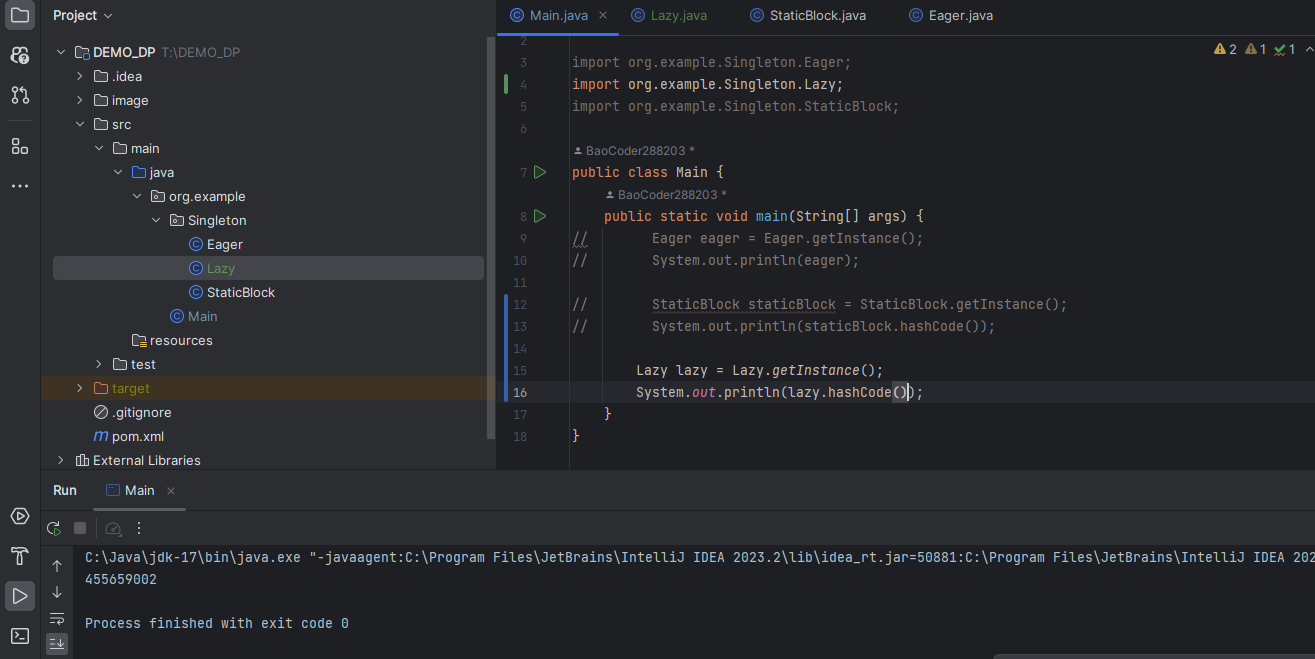 Project
DEMO_DP T:\DEMO_DP
.idea
image
src
main
java
org.example
Singleton
Eager
Lazy
StaticBlock
Main
resources
test
target
.gitignore
pom.xml
External Libraries
Main.java Lazy.java StaticBlock.java Eager.java
2 1 1
2
3 import org.example.Singleton.Eager;
4 import org.example.Singleton.Lazy;
5 import org.example.Singleton.StaticBlock;
6
BaoCoder288203 *
7 public class Main {
BaoCoder288203 *
8 public static void main(String[] args) {
9 // Eager eager = Eager.getInstance();
10 // System.out.println(eager);
11
12 // StaticBlock staticBlock = StaticBlock.getInstance();
13 // System.out.println(staticBlock.hashCode());
14
15 Lazy lazy = Lazy.getInstance();
16 System.out.println(lazy.hashCode());
17 }
18 }
Run Main
C:\Java\jdk-17\bin\java.exe "-javaagent:C:\Program Files\JetBrains\IntelliJ IDEA 2023.2\lib\idea_rt.jar=50881:C:\Program Files\JetBrains\IntelliJ IDEA 202
455659002
Process finished with exit code 0